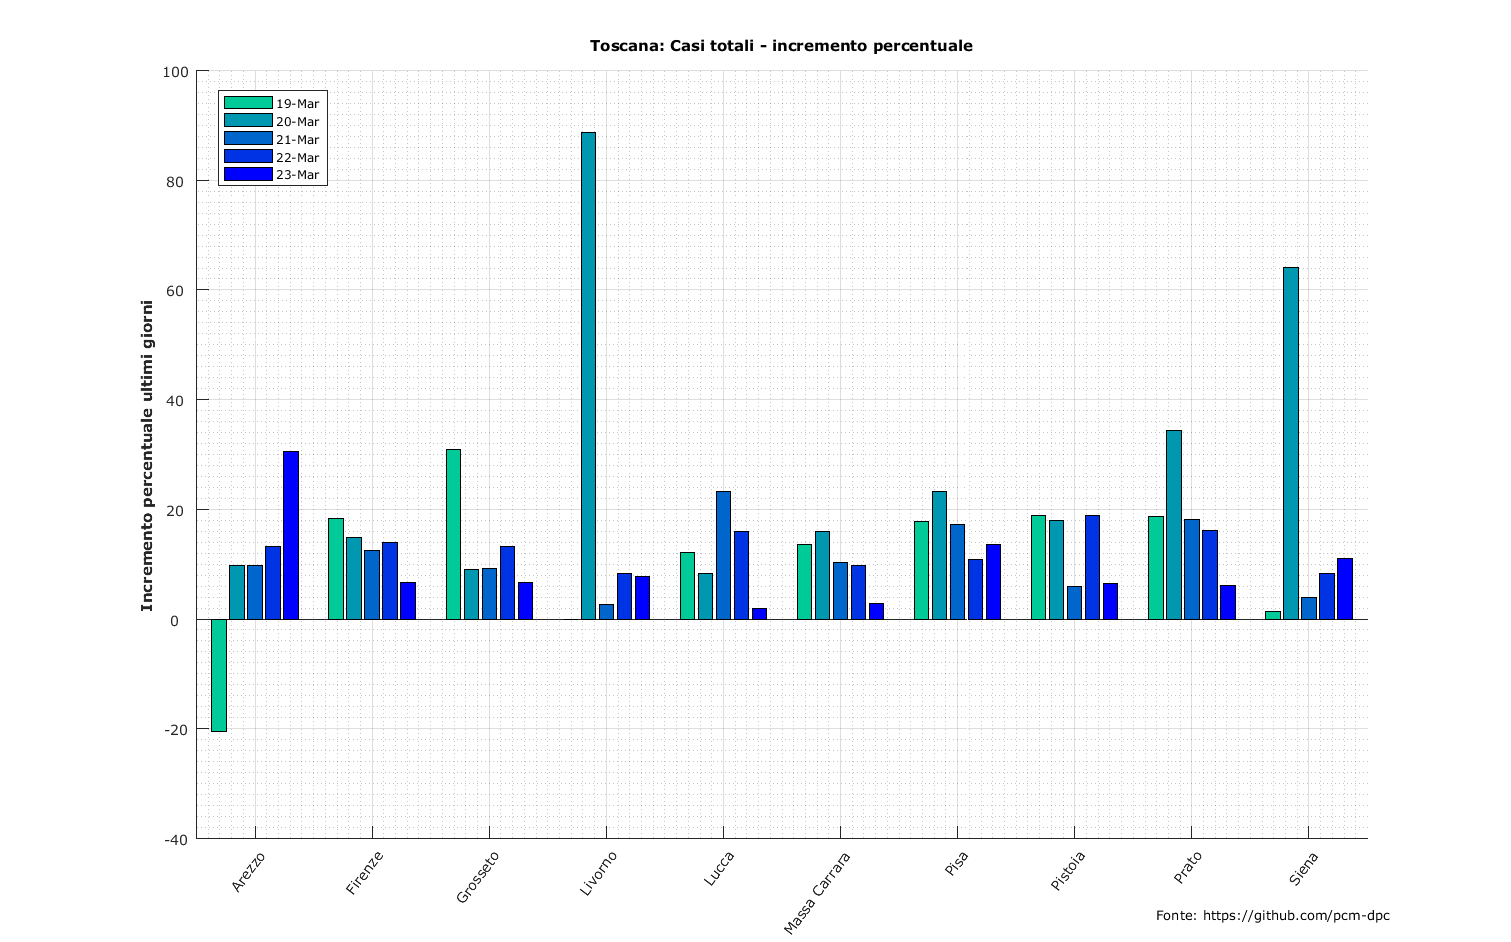 Toscana: Casi totali - incremento percentuale
100
80
60
40
20
0
-20
-40
Incremento percentuale ultimi giorni
19-Mar
20-Mar
21-Mar
22-Mar
23-Mar
Arezzo
Firenze
Grosseto
Livorno
Lucca
Massa Carrara
Pisa
Pistoia
Prato
Siena
Fonte: https://github.com/pcm-dpc